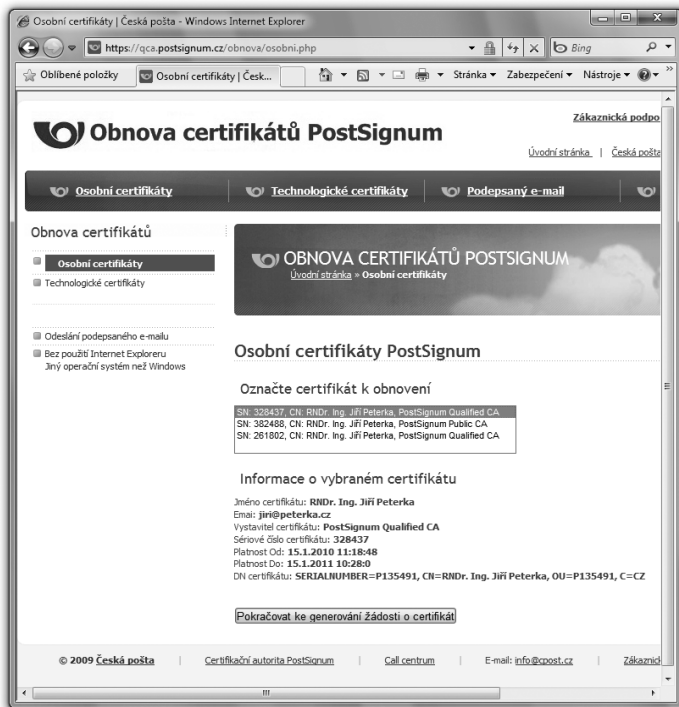 Osobní certifikáty | Česká pošta - Windows Internet Explorer
https://qca.postsignum.cz/obnova/osobni.php
Bing
Oblíbené položky
Osobní certifikáty | Česk...
Stránka
Zabezpečení
Nástroje
Zákaznická podpo
Obnova certifikátů PostSignum
Úvodní stránka | Česká pošta
Osobní certifikáty
Technologické certifikáty
Podepsaný e-mail
Obnova certifikátů
Osobní certifikáty
Technologické certifikáty
Odeslání podepsaného e-mailu
Bez použití Internet Exploreru
Jiný operační systém než Windows
OBNOVA CERTIFIKÁTŮ POSTSIGNUM
Úvodní stránka » Osobní certifikáty
Osobní certifikáty PostSignum
Označte certifikát k obnovení
SN: 328437, CN: RNDr. Ing. Jiří Peterka, PostSignum Qualified CA
SN: 382488, CN: RNDr. Ing. Jiří Peterka, PostSignum Public CA
SN: 261802, CN: RNDr. Ing. Jiří Peterka, PostSignum Qualified CA
Informace o vybraném certifikátu
Jméno certifikátu: RNDr. Ing. Jiří Peterka
Emai: jiri@peterka.cz
Vystavitel certifikátu: PostSignum Qualified CA
Sériové číslo certifikátu: 328437
Platnost Od: 15.1.2010 11:18:48
Platnost Do: 15.1.2011 10:28:0
DN certifikátu: SERIALNUMBER=P135491, CN=RNDr. Ing. Jiří Peterka, OU=P135491, C=CZ
Pokračovat ke generování žádosti o certifikát
© 2009 Česká pošta | Certifikační autorita PostSignum | Call centrum | E-mail: info@cpost.cz | Zákaznick